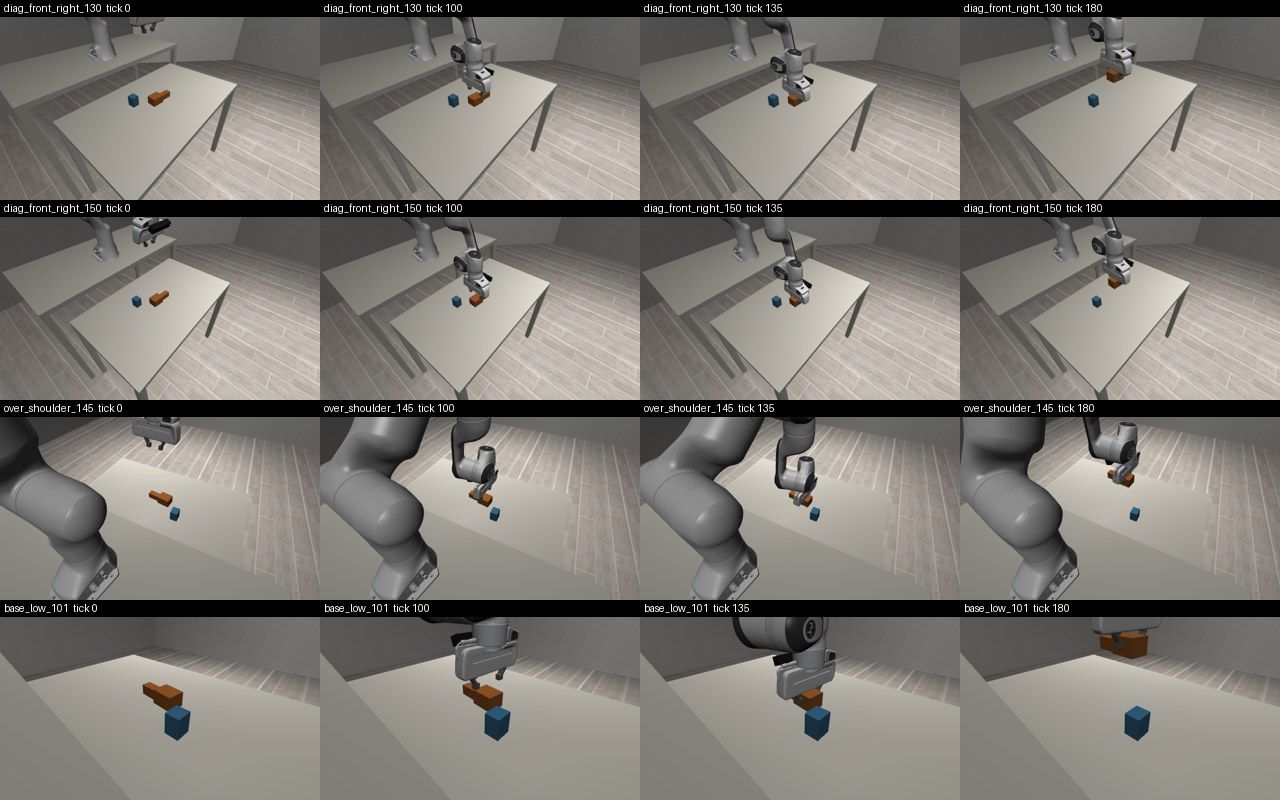 diag_front_right_130 tick 0
diag_front_right_130 tick 100
diag_front_right_130 tick 135
diag_front_right_130 tick 180
diag_front_right_150 tick 0
diag_front_right_150 tick 100
diag_front_right_150 tick 135
diag_front_right_150 tick 180
over_shoulder_145 tick 0
over_shoulder_145 tick 100
over_shoulder_145 tick 135
over_shoulder_145 tick 180
base_low_101 tick 0
base_low_101 tick 100
base_low_101 tick 135
base_low_101 tick 180